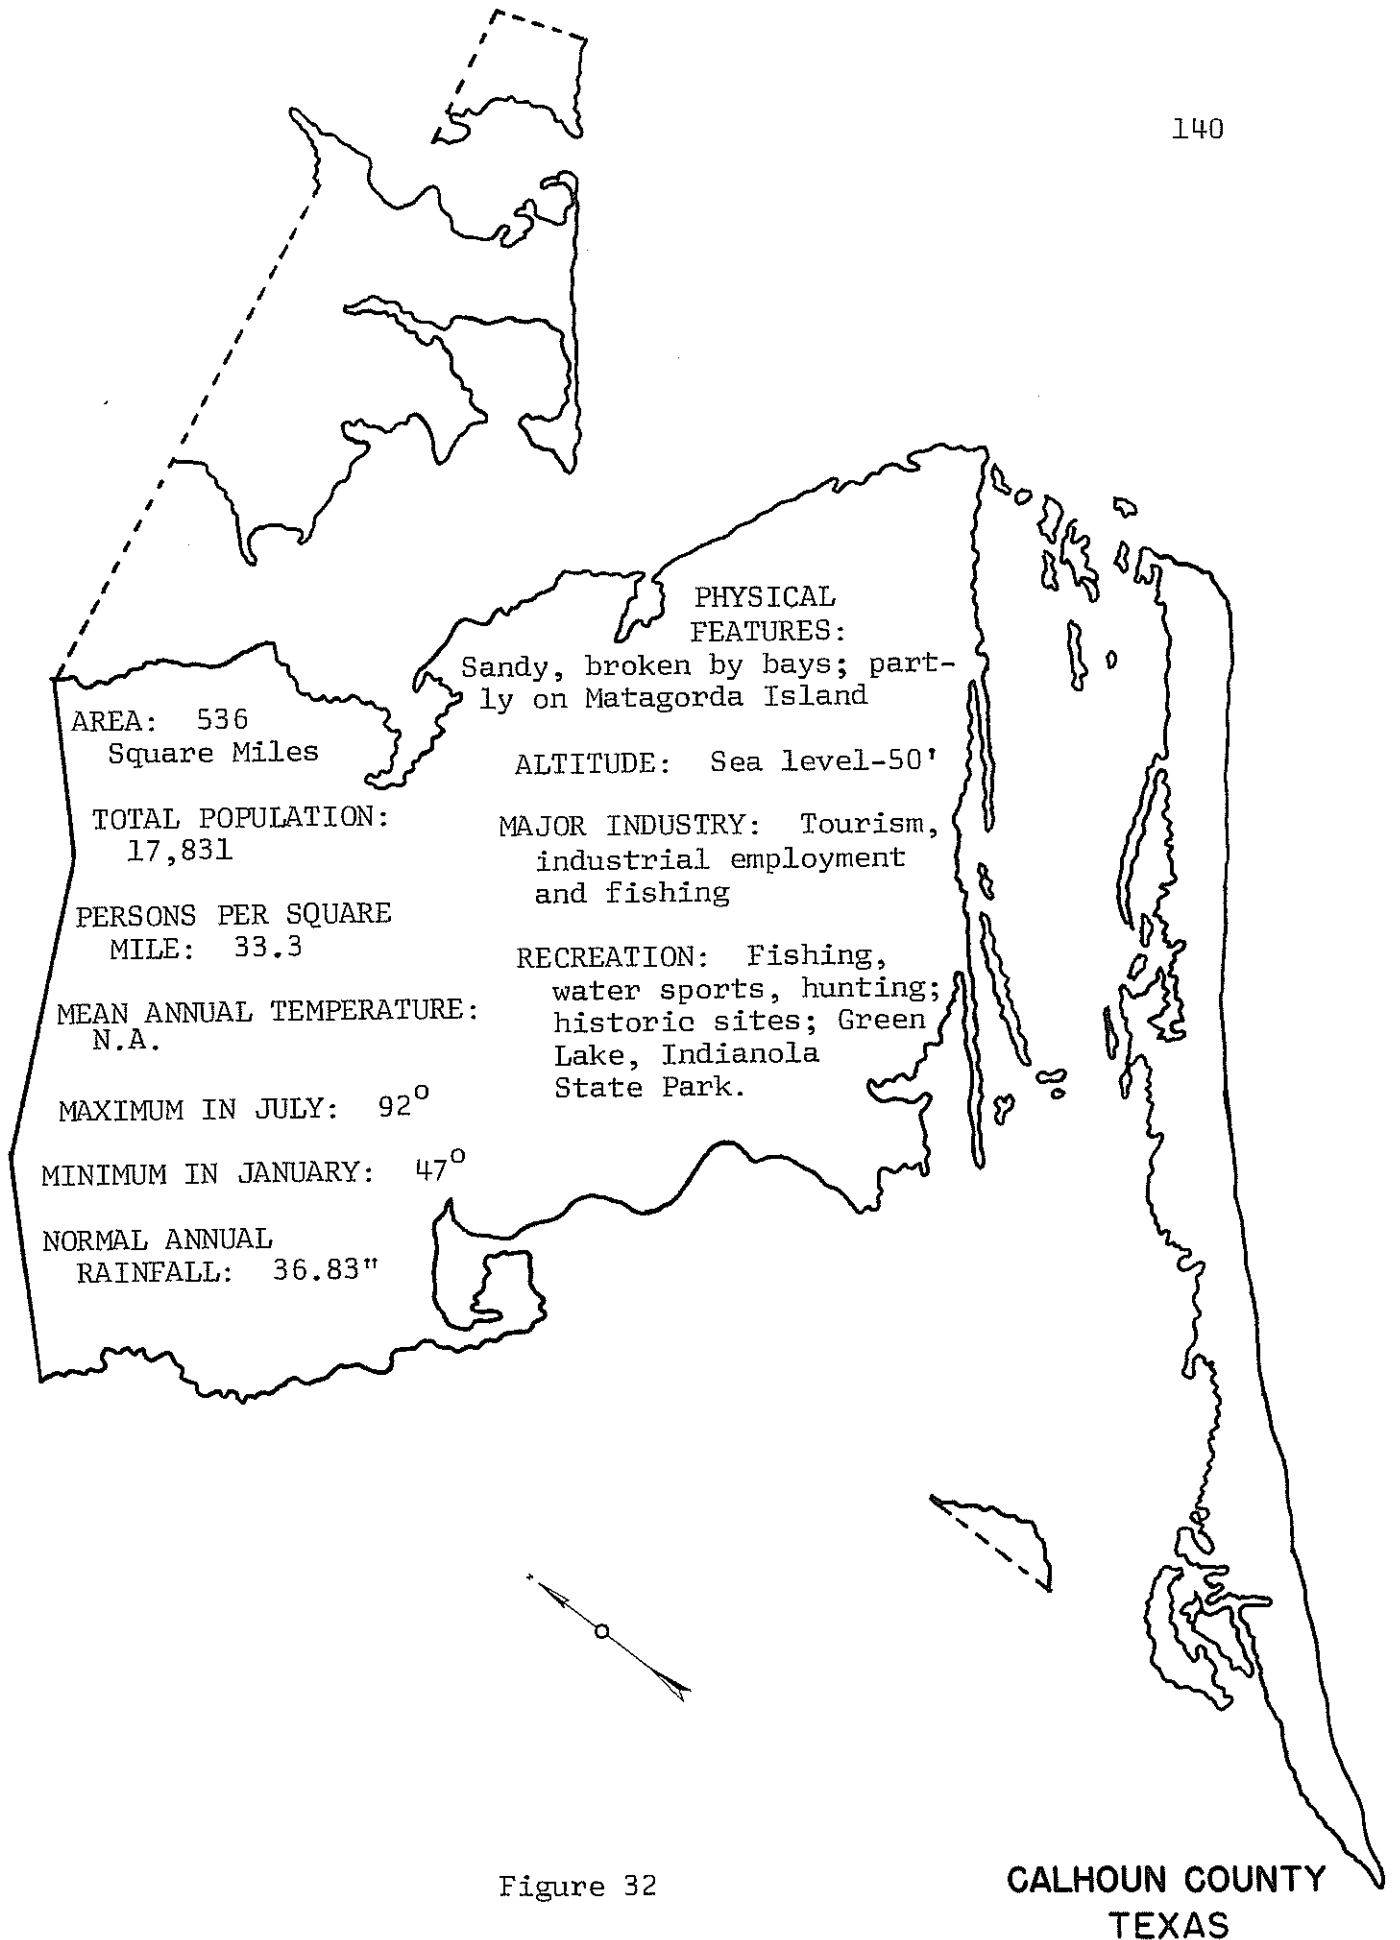 140
AREA: 536
Square Miles
TOTAL POPULATION:
17,831
PERSONS PER SQUARE
MILE: 33.3
MEAN ANNUAL TEMPERATURE:
N.A.
MAXIMUM IN JULY: 92°
MINIMUM IN JANUARY: 47°
NORMAL ANNUAL
RAINFALL: 36.83"
PHYSICAL
FEATURES:
Sandy, broken by bays; part-
ly on Matagorda Island
ALTITUDE: Sea level-50'
MAJOR INDUSTRY: Tourism,
industrial employment
and fishing
RECREATION: Fishing,
water sports, hunting;
historic sites; Green
Lake, Indianola
State Park.
Figure 32
CALHOUN COUNTY
TEXAS